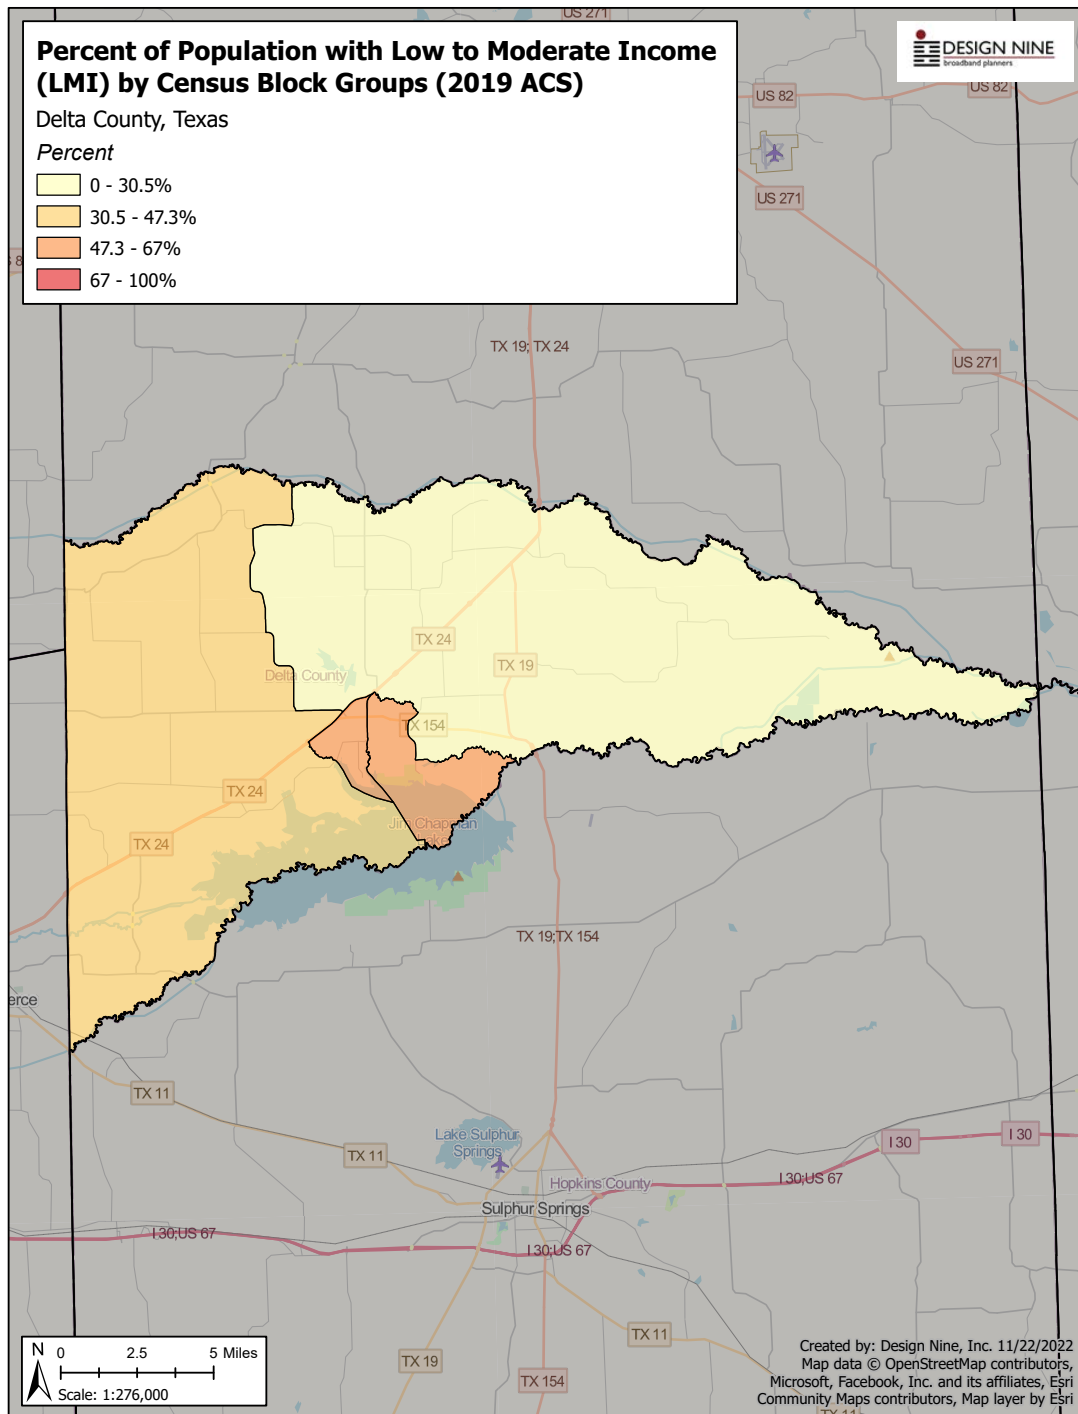 US 271
Percent of Population with Low to Moderate Income
(LMI) by Census Block Groups (2019 ACS)
Delta County, Texas
Percent
0 - 30.5%
30.5 - 47.3%
47.3 - 67%
67 - 100%
DESIGN NINE
broadband planners
US 82
US 82
US 271
TX 19; TX 24
US 271
TX 24
TX 19
Delta County
TX 154
TX 24
Jim Chapman
Lake
TX 24
TX 19;TX 154
erce
TX 11
Lake Sulphur
Springs
TX 11
I 30
I 30
Hopkins County
I 30;US 67
Sulphur Springs
I 30;US 67
I 30;US 67
TX 11
TX 19
TX 154
TX 11
N
0 2.5 5 Miles
Scale: 1:276,000
Created by: Design Nine, Inc. 11/22/2022
Map data © OpenStreetMap contributors,
Microsoft, Facebook, Inc. and its affiliates, Esri
Community Maps contributors, Map layer by Esri